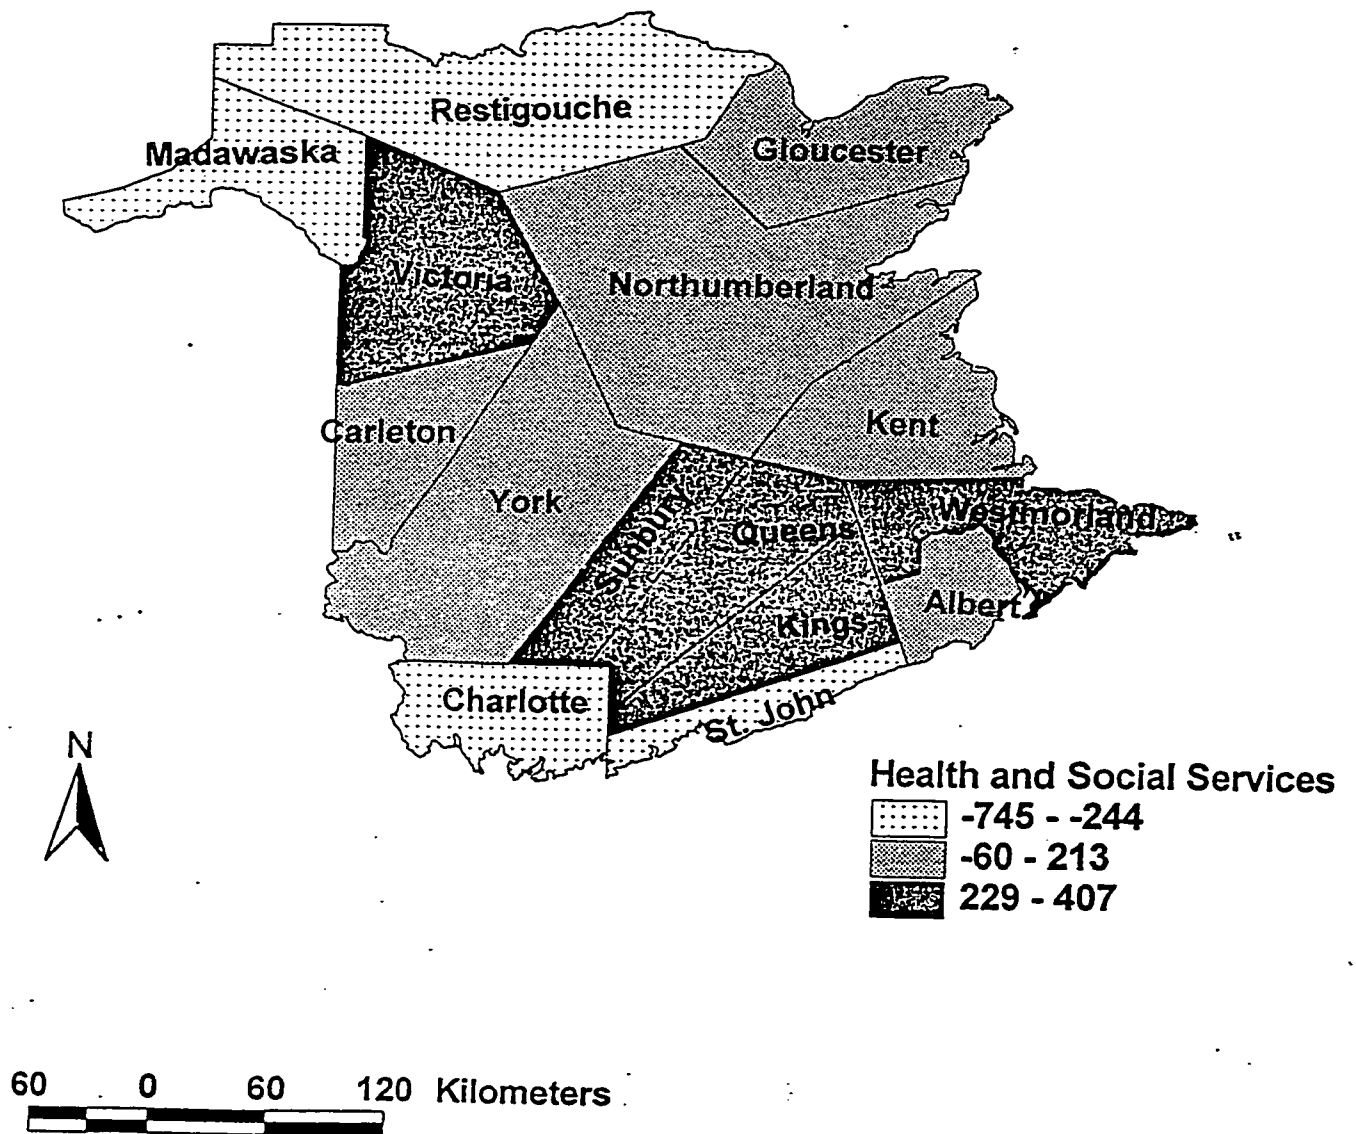 Restigouche
Madawaska
Gloucester
Victoria
Northumberland
Carleton
Kent
York
Sunbury
Queens
Westmorland
Albert
Kings
Charlotte
St. John
N
Health and Social Services
-745 - -244
-60 - 213
229 - 407
60 0 60 120 Kilometers